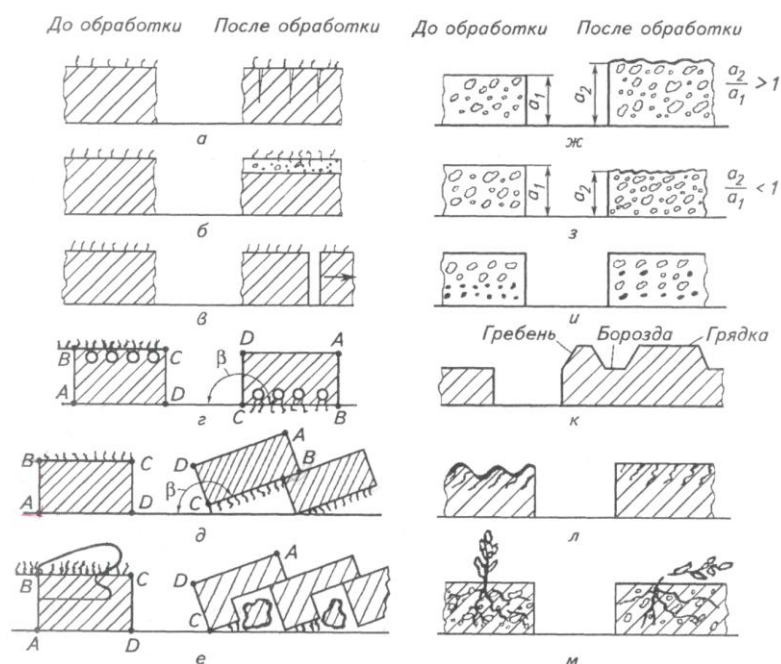 До обработки После обработки
а
б
в
B C
A D
D A
C B
β
г
B C
A D
D A
B
C
β
д
B C
A D
D A
C
е
До обработки После обработки
a₁ a₂ a₂/a₁ > 1
ж
a₁ a₂ a₂/a₁ < 1
з
и
Гребень Борозда Грядка
к
л
м